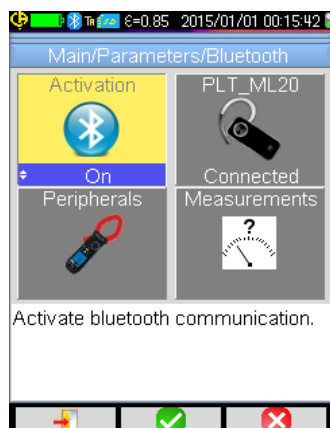 ε=0.85 2015/01/01 00:15:42
Main/Parameters/Bluetooth
Activation
PLT_ML20
On
Connected
Peripherals
Measurements
?
Activate bluetooth communication.